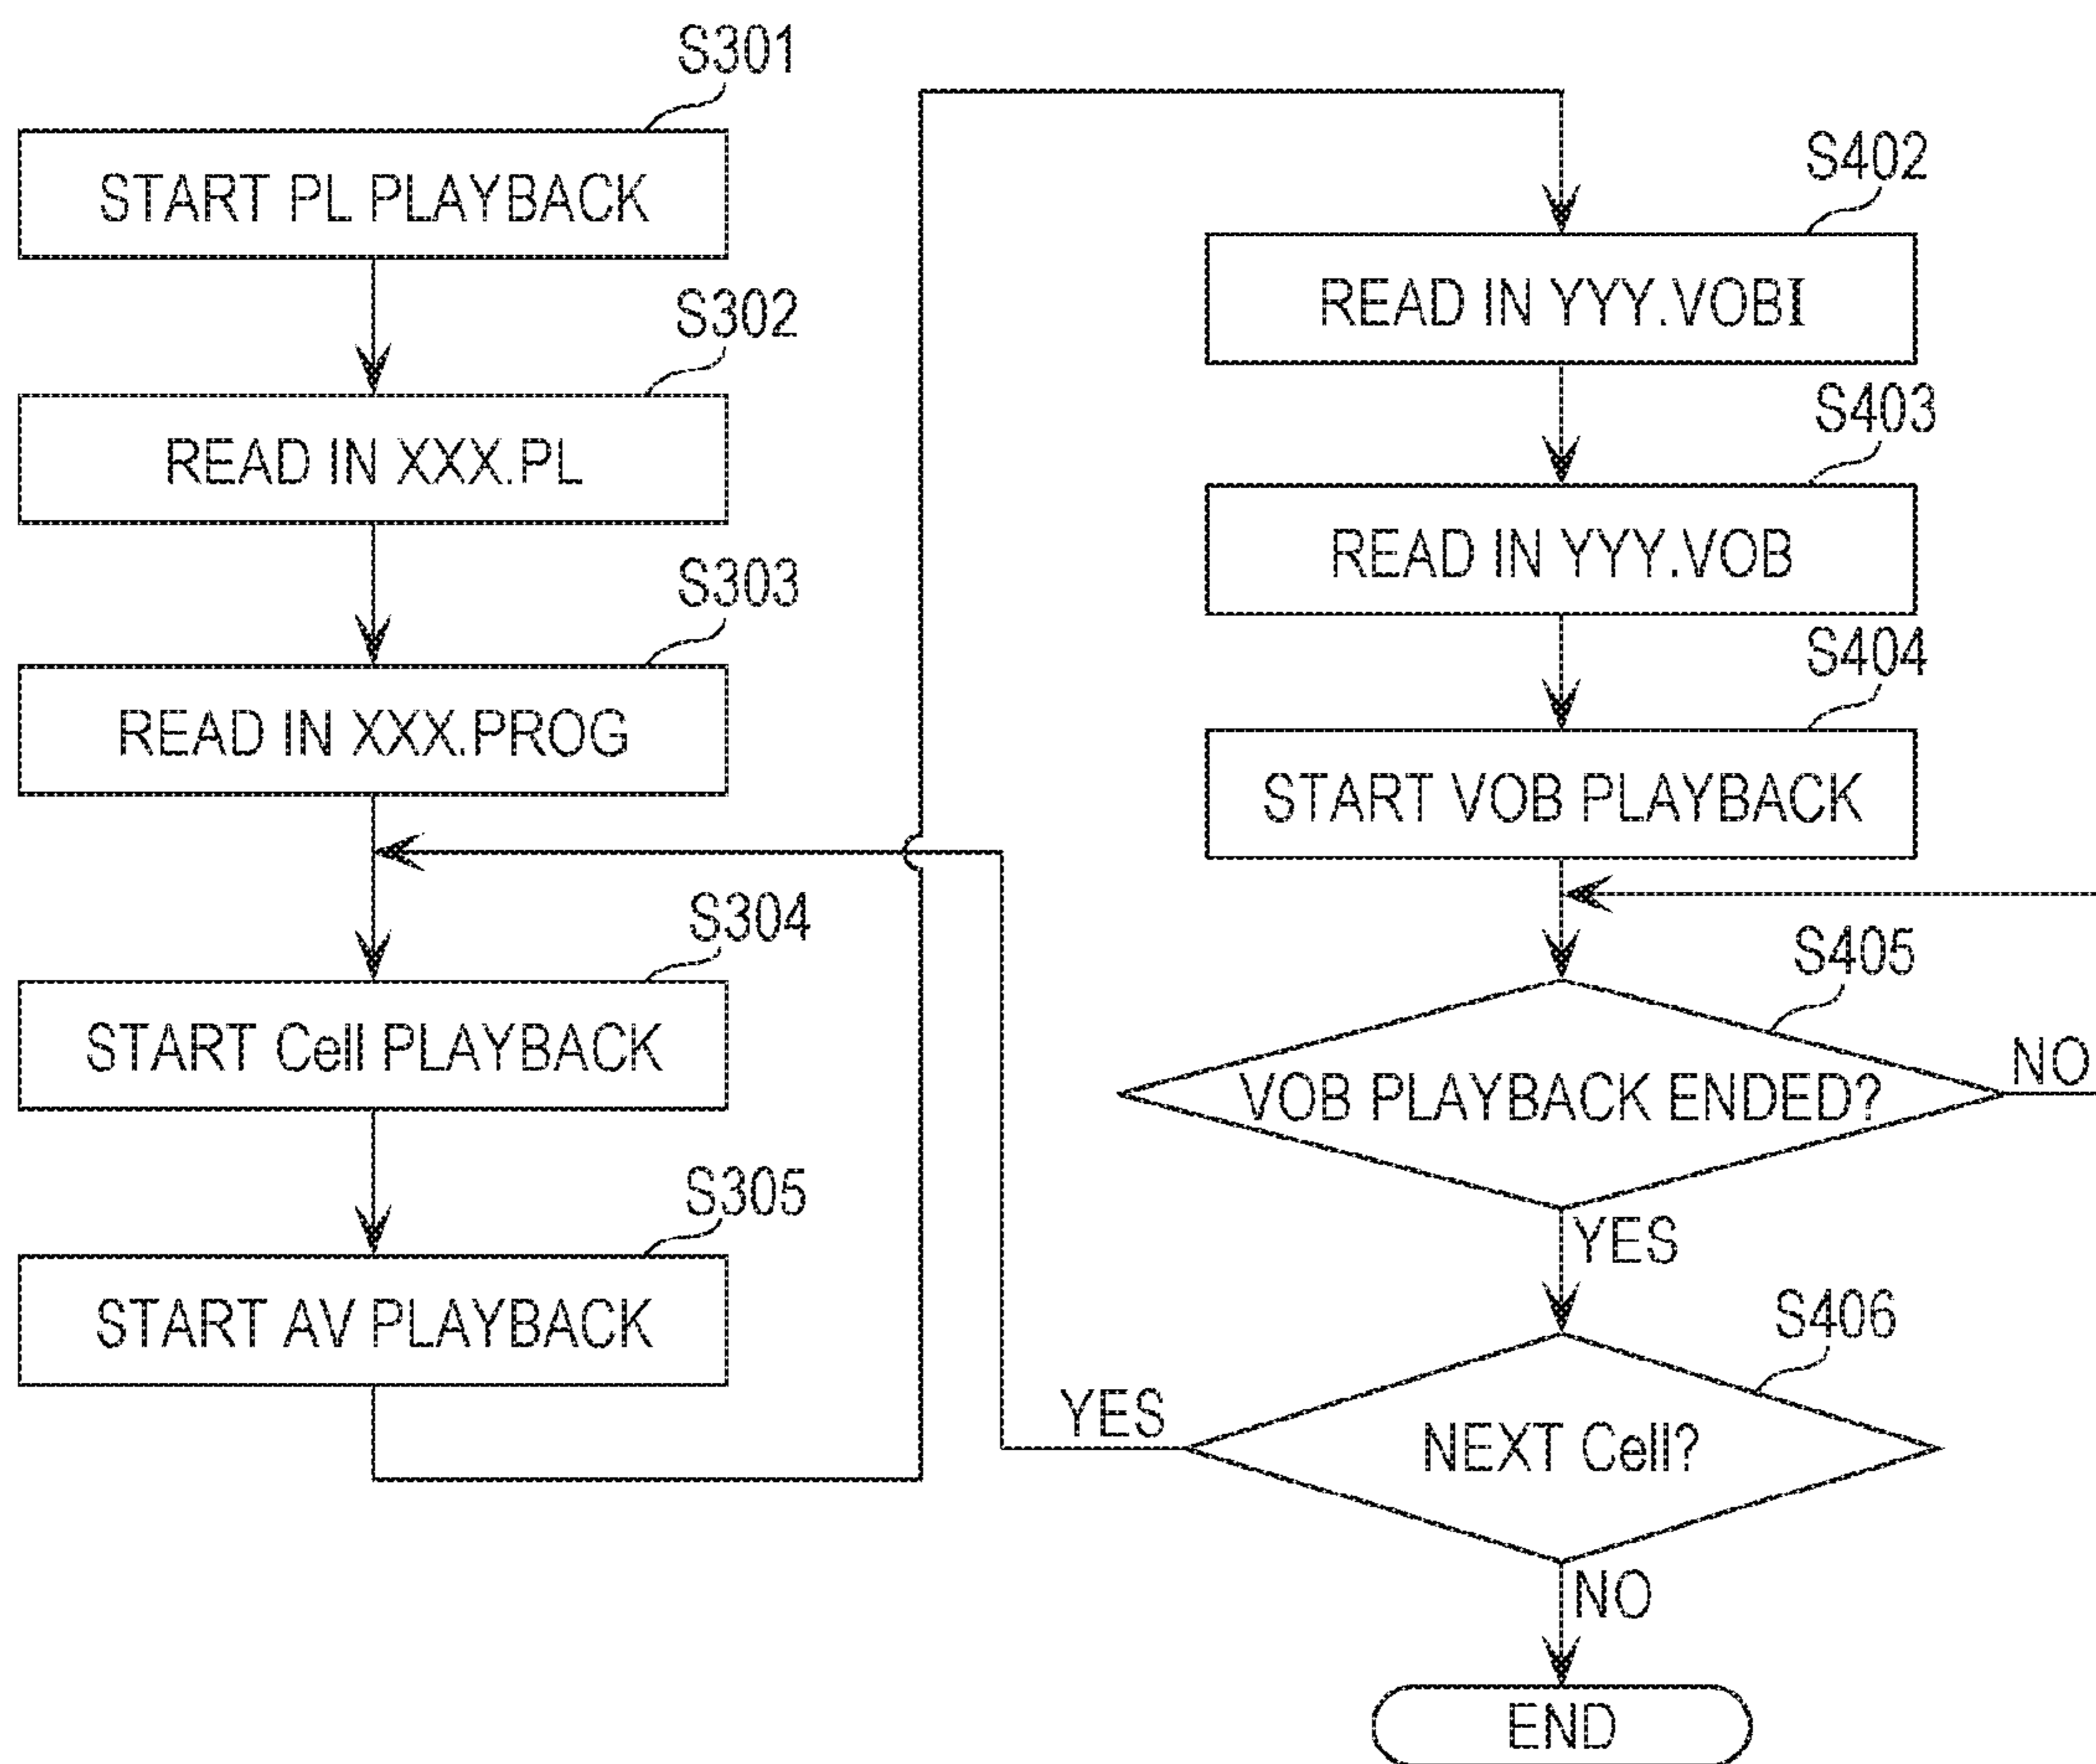 S301
START PL PLAYBACK
S302
READ IN XXX.PL
S303
READ IN XXX.PROG
S304
START Cell PLAYBACK
S305
START AV PLAYBACK
S402
READ IN YYY.VOBI
S403
READ IN YYY.VOB
S404
START VOB PLAYBACK
S405
VOB PLAYBACK ENDED?
NO
YES
S406
NEXT Cell?
YES
NO
END